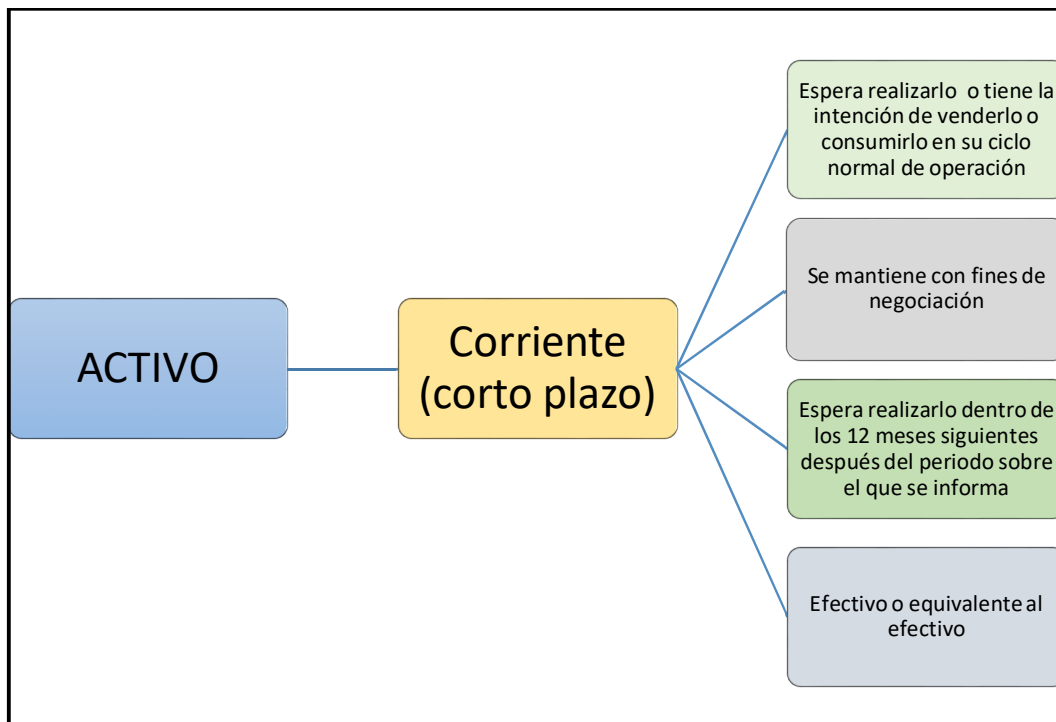 ACTIVO
Corriente
(corto plazo)
Espera realizarlo o tiene la
intención de venderlo o
consumirlo en su ciclo
normal de operación
Se mantiene con fines de
negociación
Espera realizarlo dentro de
los 12 meses siguientes
después del periodo sobre
el que se informa
Efectivo o equivalente al
efectivo